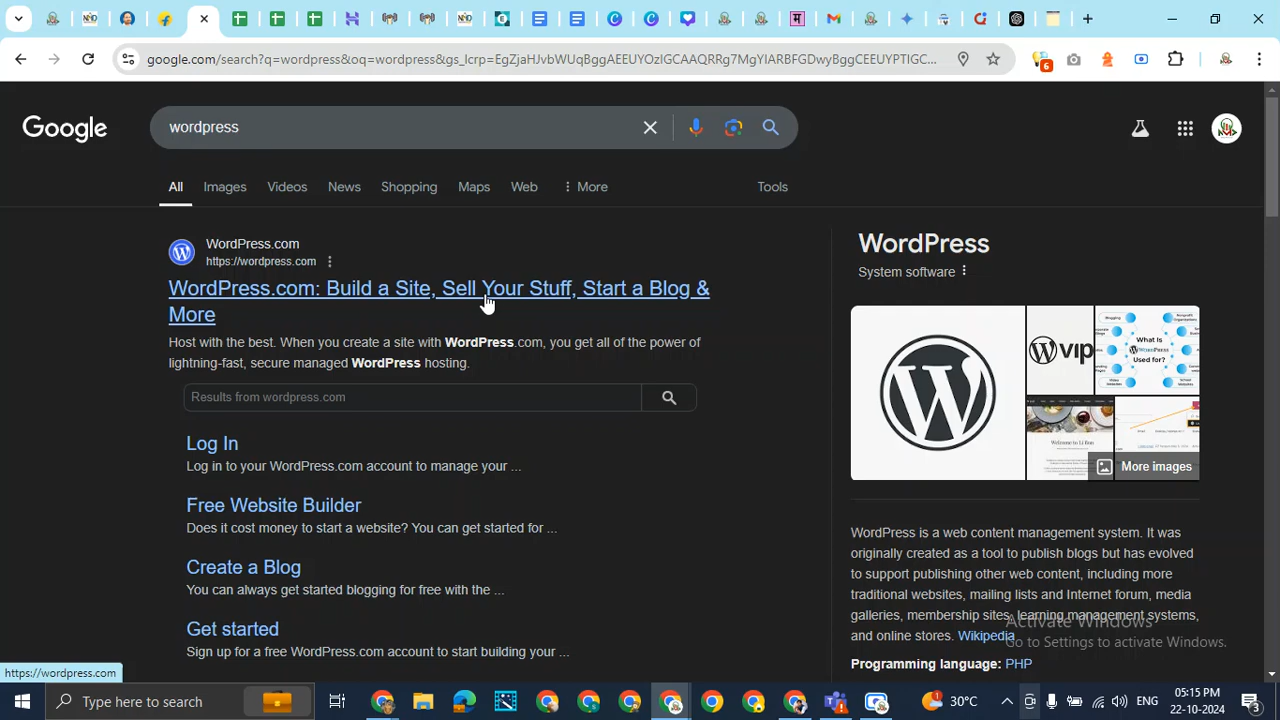 google.com/search?q=wordpress&oq=wordpress&gs_lcrp=EgZjaHJvbWUqBggAEEUYOzIGCAAQRRg7MgYIARBFGDwyBggCEEUYPTIGC...
6
Google
wordpress
All Images Videos News Shopping Maps Web More Tools
WordPress.com
https://wordpress.com
WordPress.com: Build a Site, Sell Your Stuff, Start a Blog &
More
Host with the best. When you create a site with WordPress.com, you get all of the power of
lightning-fast, secure managed WordPress hosting.
Results from wordpress.com
Log In
Log in to your WordPress.com account to manage your ...
Free Website Builder
Does it cost money to start a website? You can get started for ...
Create a Blog
You can always get started blogging for free with the ...
Get started
Sign up for a free WordPress.com account to start building your ...
WordPress
System software
vip
What Is
WordPress
Used for?
More images
WordPress is a web content management system. It was
originally created as a tool to publish blogs but has evolved
to support publishing other web content, including more
traditional websites, mailing lists and Internet forum, media
galleries, membership sites, learning management systems,
and online stores. Wikipedia
Programming language: PHP
Activate Windows
Go to Settings to activate Windows.
https://wordpress.com
Type here to search
1
30°C
ENG
05:15 PM
22-10-2024
3